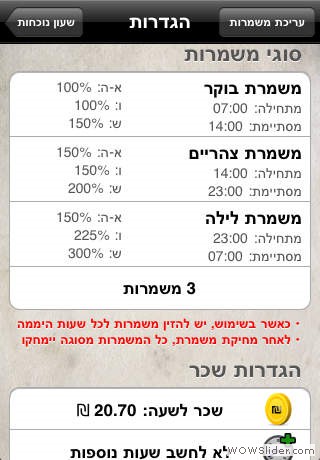 עריכת משמרות
הגדרות
שעון נוכחות
סוגי משמרות
משמרת בוקר
מתחילה: 07:00
מסתיימת: 14:00
א-ה: 100%
ו: 100%
ש: 150%
משמרת צהריים
מתחילה: 14:00
מסתיימת: 23:00
א-ה: 150%
ו: 150%
ש: 200%
משמרת לילה
מתחילה: 23:00
מסתיימת: 07:00
א-ה: 150%
ו: 225%
ש: 300%
3 משמרות
• כאשר בשימוש, יש להזין משמרות לכל שעות היממה
• לאחר מחיקת משמרת, כל המשמרות מסוגה יימחקו
הגדרות שכר
שכר לשעה: 20.70 ₪
לא לחשב שעות נוספות
WOWSlider.com